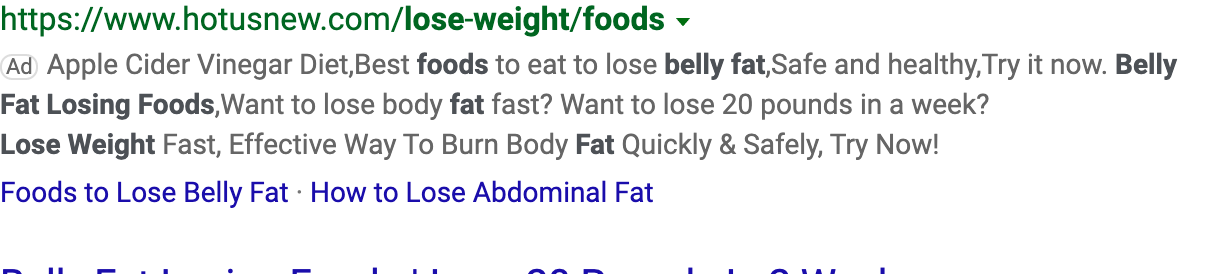 https://www.hotusnew.com/lose-weight/foods
Ad Apple Cider Vinegar Diet,Best foods to eat to lose belly fat,Safe and healthy,Try it now. Belly
Fat Losing Foods,Want to lose body fat fast? Want to lose 20 pounds in a week?
Lose Weight Fast, Effective Way To Burn Body Fat Quickly & Safely, Try Now!
Foods to Lose Belly Fat · How to Lose Abdominal Fat